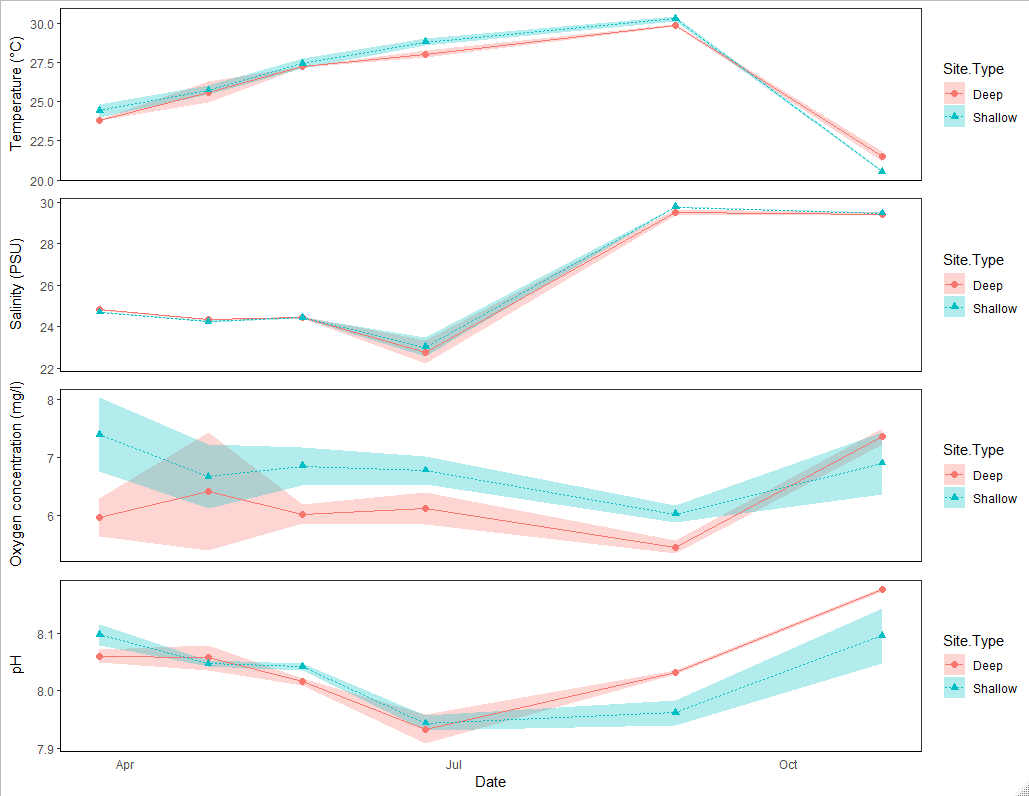 Temperature (°C)
30.0
27.5
25.0
22.5
20.0
Site.Type
Deep
Shallow
Salinity (PSU)
30
28
26
24
22
Site.Type
Deep
Shallow
Oxygen concentration (mg/l)
8
7
6
Site.Type
Deep
Shallow
pH
8.1
8.0
7.9
Site.Type
Deep
Shallow
Apr
Jul
Oct
Date